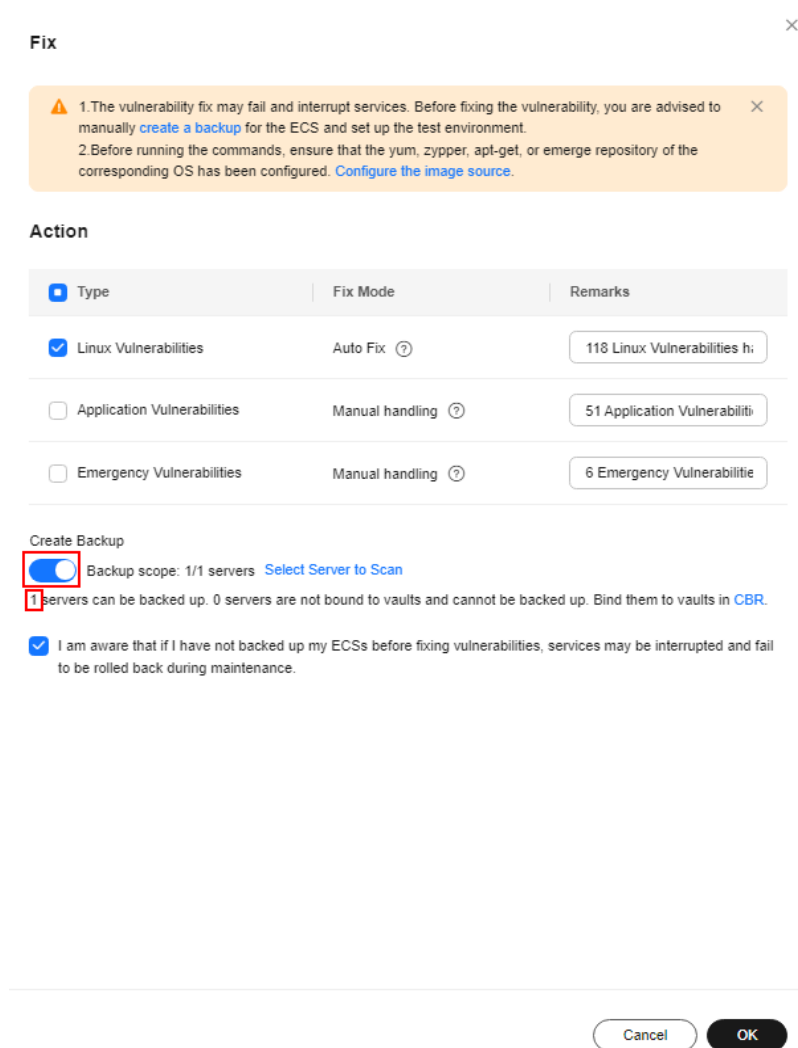 Fix
1.The vulnerability fix may fail and interrupt services. Before fixing the vulnerability, you are advised to
manually create a backup for the ECS and set up the test environment.
2.Before running the commands, ensure that the yum, zypper, apt-get, or emerge repository of the
corresponding OS has been configured. Configure the image source.
Action
Type Fix Mode Remarks
Linux Vulnerabilities Auto Fix 118 Linux Vulnerabilities
Application Vulnerabilities Manual handling 51 Application
Emergency Vulnerabilities Manual handling 6 Emergency
Create Backup
Backup scope: 1/1 servers Select Server to Scan
1 servers can be backed up. 0 servers are not bound to vaults and cannot be backed up. Bind them to vaults in CBR.
I am aware that if I have not backed up my ECSs before fixing vulnerabilities, services may be interrupted and fail
to be rolled back during maintenance.
Cancel OK